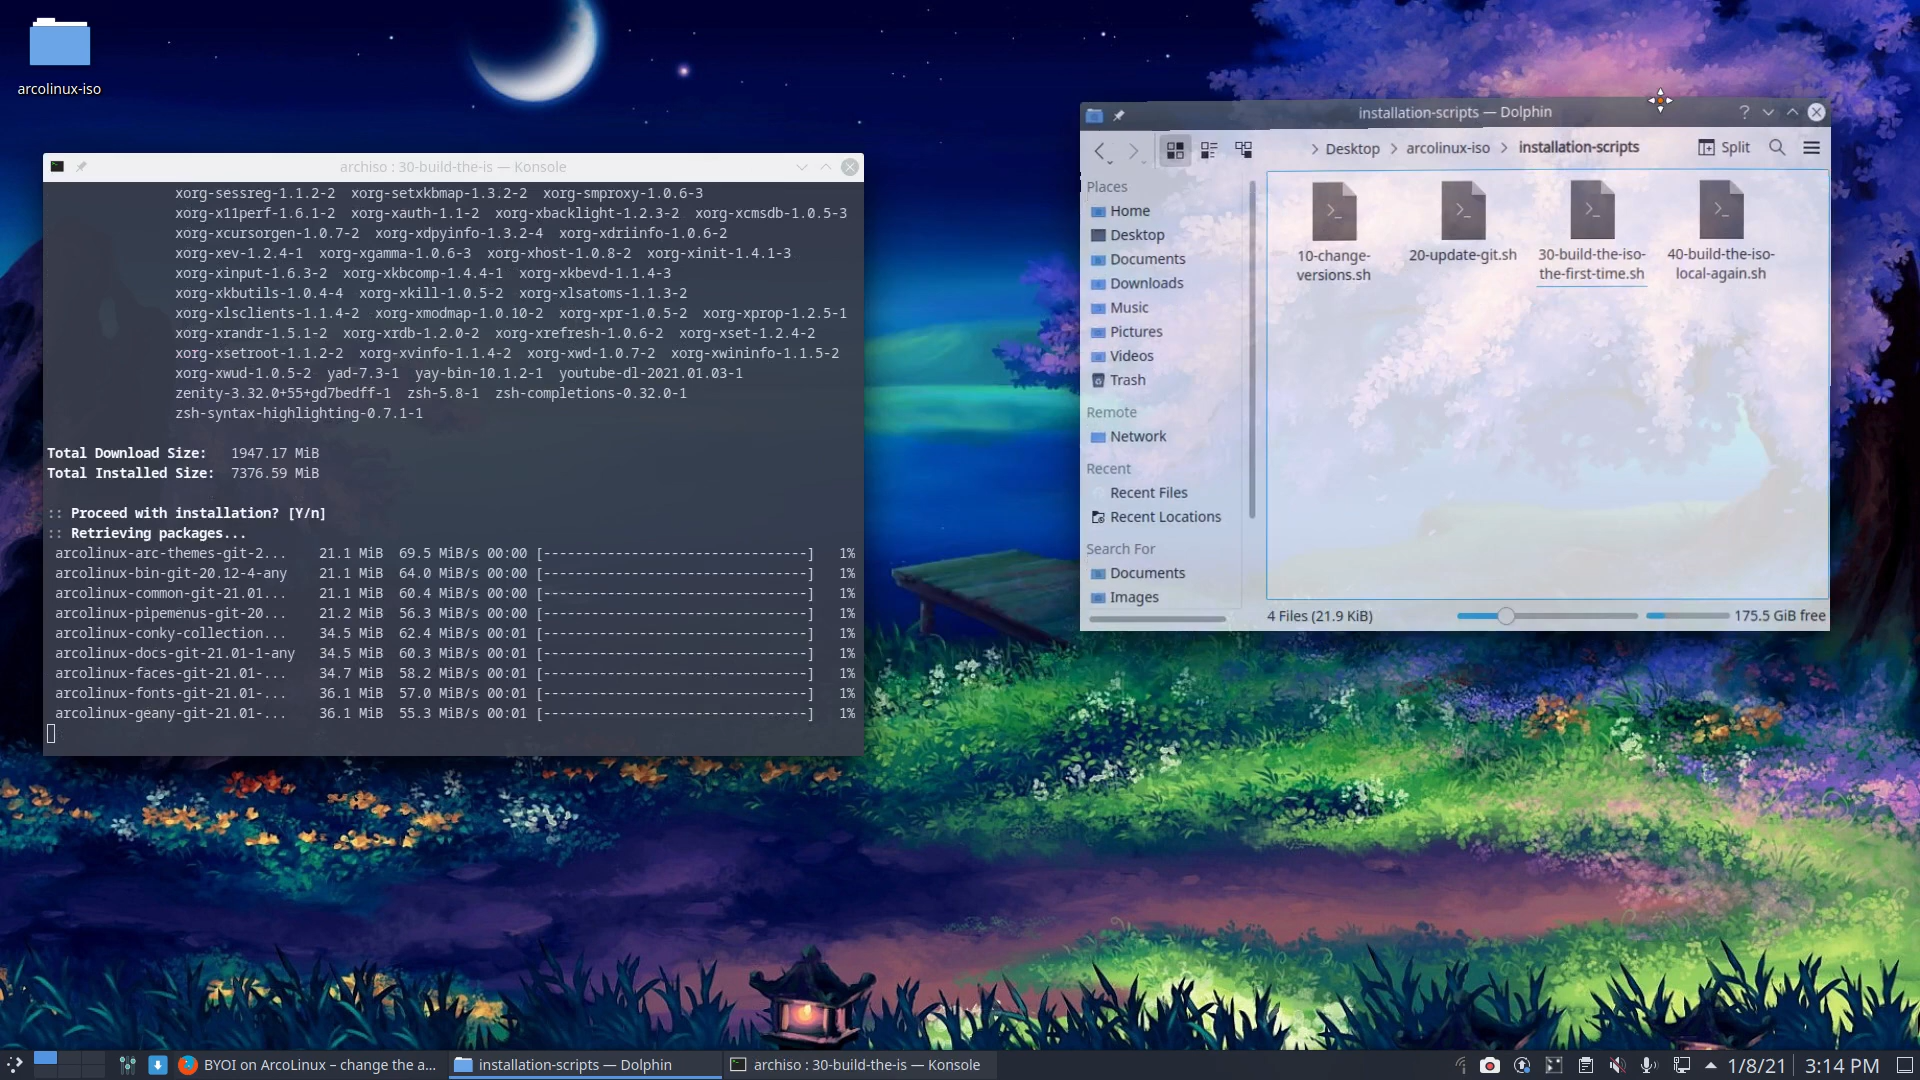 arcolinux-iso
archiso : 30-build-the-is — Konsole
xorg-sessreg-1.1.2-2  xorg-setxkbmap-1.3.2-2  xorg-smproxy-1.0.6-3
xorg-x11perf-1.6.1-2  xorg-xauth-1.1-2  xorg-xbacklight-1.2.3-2  xorg-xcmsdb-1.0.5-3
xorg-xcursorgen-1.0.7-2  xorg-xdpyinfo-1.3.2-4  xorg-xdriinfo-1.0.6-2
xorg-xev-1.2.4-1  xorg-xgamma-1.0.6-3  xorg-xhost-1.0.8-2  xorg-xinit-1.4.1-3
xorg-xinput-1.6.3-2  xorg-xkbcomp-1.4.4-1  xorg-xkbevd-1.1.4-3
xorg-xkbutils-1.0.4-4  xorg-xkill-1.0.5-2  xorg-xlsatoms-1.1.3-2
xorg-xlsclients-1.1.4-2  xorg-xmodmap-1.0.10-2  xorg-xpr-1.0.5-2  xorg-xprop-1.2.5-1
xorg-xrandr-1.5.1-2  xorg-xrdb-1.2.0-2  xorg-xrefresh-1.0.6-2  xorg-xset-1.2.4-2
xorg-xsetroot-1.1.2-2  xorg-xvinfo-1.1.4-2  xorg-xwd-1.0.7-2  xorg-xwininfo-1.1.5-2
xorg-xwud-1.0.5-2  yad-7.3-1  yay-bin-10.1.2-1  youtube-dl-2021.01.03-1
zenity-3.32.0+55+gd7bedff-1  zsh-5.8-1  zsh-completions-0.32.0-1
zsh-syntax-highlighting-0.7.1-1
Total Download Size:   1947.17 MiB
Total Installed Size:  7376.59 MiB
:: Proceed with installation? [Y/n]
:: Retrieving packages...
arcolinux-arc-themes-git-2...    21.1 MiB  69.5 MiB/s 00:00 [---------------------------------]   1%
arcolinux-bin-git-20.12-4-any    21.1 MiB  64.0 MiB/s 00:00 [---------------------------------]   1%
arcolinux-common-git-21.01...    21.1 MiB  60.4 MiB/s 00:00 [---------------------------------]   1%
arcolinux-pipemenus-git-20...    21.2 MiB  56.3 MiB/s 00:00 [---------------------------------]   1%
arcolinux-conky-collection...    34.5 MiB  62.4 MiB/s 00:01 [---------------------------------]   1%
arcolinux-docs-git-21.01-1-any   34.5 MiB  60.3 MiB/s 00:01 [---------------------------------]   1%
arcolinux-faces-git-21.01-...    34.7 MiB  58.2 MiB/s 00:01 [---------------------------------]   1%
arcolinux-fonts-git-21.01-...    36.1 MiB  57.0 MiB/s 00:01 [---------------------------------]   1%
arcolinux-geany-git-21.01-...    36.1 MiB  55.3 MiB/s 00:01 [---------------------------------]   1%
installation-scripts — Dolphin
> Desktop > arcolinux-iso > installation-scripts
Split
Places
Home
Desktop
Documents
Downloads
Music
Pictures
Videos
Trash
Remote
Network
Recent
Recent Files
Recent Locations
Search For
Documents
Images
10-change-
versions.sh
20-update-git.sh
30-build-the-iso-
the-first-time.sh
40-build-the-iso-
local-again.sh
4 Files (21.9 KiB)
175.5 GiB free
BYOI on ArcoLinux – change the a...
installation-scripts — Dolphin
archiso : 30-build-the-is — Konsole
1/8/21
3:14 PM